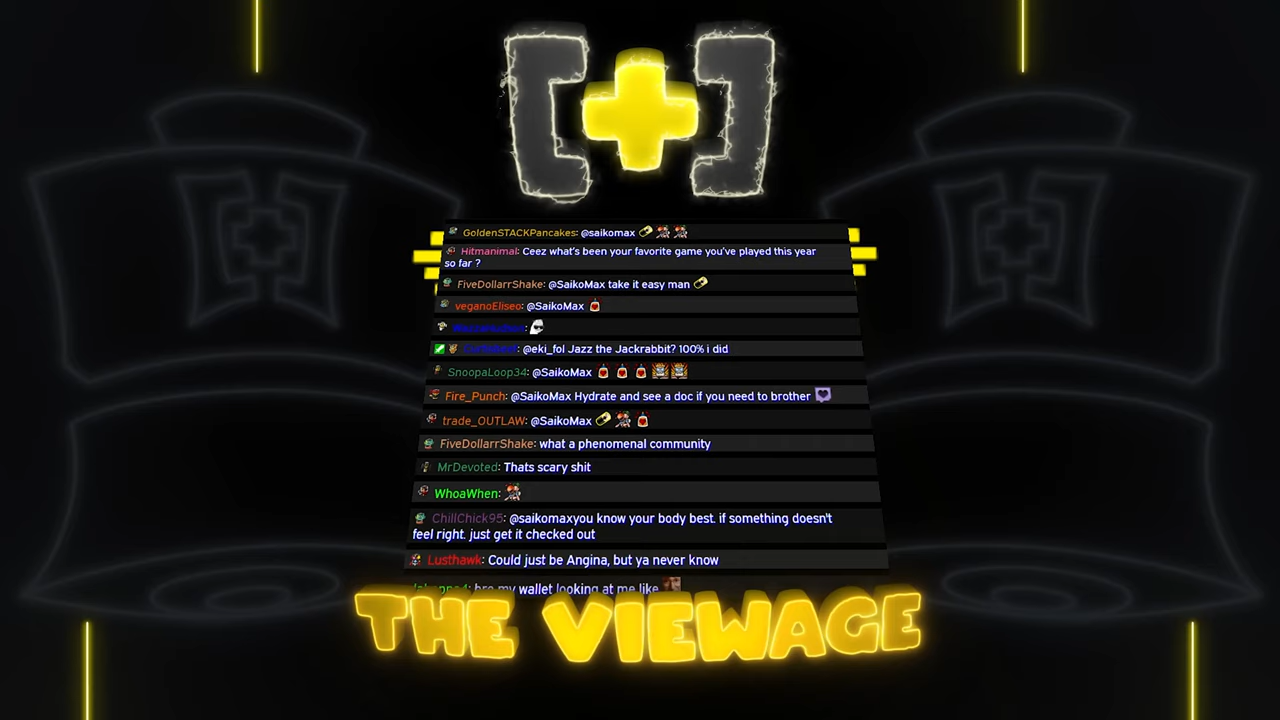 GoldenSTACKPancakes: @saikomax
Hitmanimal: Ceez what's been your favorite game you've played this year
so far ?
FiveDollarrShake: @SaikoMax take it easy man
veganoEliseo: @SaikoMax
@eki_fol Jazz the Jackrabbit? 100% i did
SnoopaLoop34: @SaikoMax
Fire_Punch: @SaikoMax Hydrate and see a doc if you need to brother
trade_OUTLAW: @SaikoMax
FiveDollarrShake: what a phenomenal community
MrDevoted: Thats scary shit
WhoaWhen:
ChillChick95: @saikomaxyou know your body best. if something doesn't
feel right. just get it checked out
Lusthawk: Could just be Angina, but ya never know
bro my wallet looking at me like
THE VIEWAGE